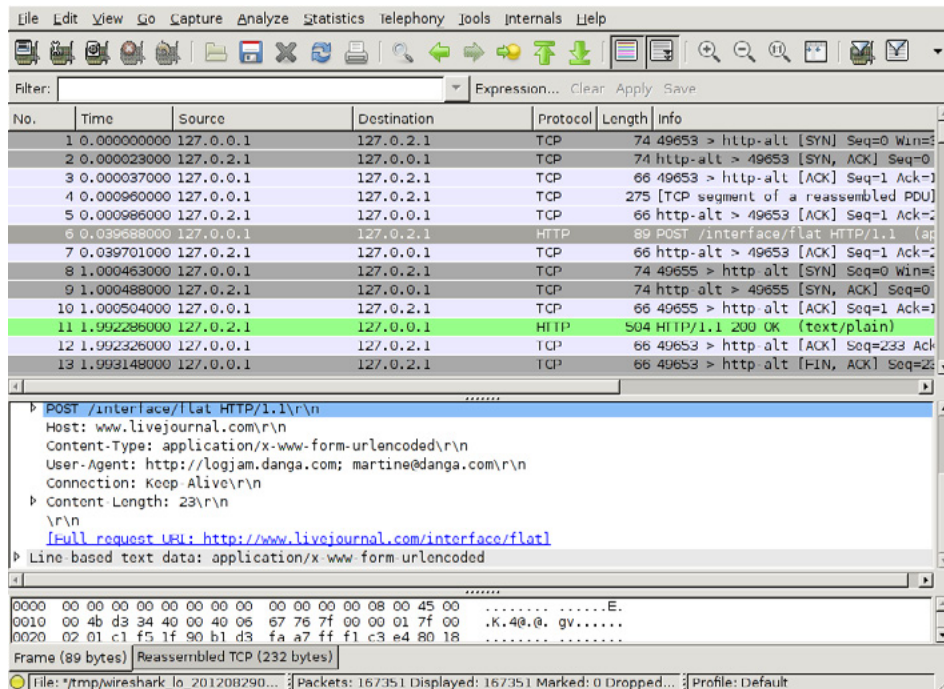 File Edit View Go Capture Analyze Statistics Telephony Tools Internals Help
Filter: Expression... Clear Apply Save
No. Time Source Destination Protocol Length Info
1 0.000000000 127.0.0.1 127.0.2.1 TCP 74 49653 > http-alt [SYN] Seq=0 Win=3
2 0.000023000 127.0.2.1 127.0.0.1 TCP 74 http-alt > 49653 [SYN, ACK] Seq=0
3 0.000037000 127.0.0.1 127.0.2.1 TCP 66 49653 > http-alt [ACK] Seq=1 Ack=1
4 0.000960000 127.0.0.1 127.0.2.1 TCP 275 [TCP segment of a reassembled PDU]
5 0.000986000 127.0.2.1 127.0.0.1 TCP 66 http-alt > 49653 [ACK] Seq=1 Ack=2
6 0.039688000 127.0.0.1 127.0.2.1 HTTP 89 POST /interface/flat HTTP/1.1 (ap
7 0.039701000 127.0.2.1 127.0.0.1 TCP 66 http-alt > 49653 [ACK] Seq=1 Ack=2
8 1.000463000 127.0.0.1 127.0.2.1 TCP 74 49655 > http-alt [SYN] Seq=0 Win=3
9 1.000488000 127.0.2.1 127.0.0.1 TCP 74 http-alt > 49655 [SYN, ACK] Seq=0
10 1.000504000 127.0.0.1 127.0.2.1 TCP 66 49655 > http-alt [ACK] Seq=1 Ack=1
11 1.992286000 127.0.2.1 127.0.0.1 HTTP 504 HTTP/1.1 200 OK (text/plain)
12 1.992326000 127.0.0.1 127.0.2.1 TCP 66 49653 > http-alt [ACK] Seq=233 Ack
13 1.993148000 127.0.0.1 127.0.2.1 TCP 66 49653 > http-alt [FIN, ACK] Seq=23
POST /interface/flat HTTP/1.1\r\n
Host: www.livejournal.com\r\n
Content-Type: application/x-www-form-urlencoded\r\n
User-Agent: http://logjam.danga.com; martine@danga.com\r\n
Connection: Keep-Alive\r\n
Content-Length: 23\r\n
\r\n
[Full request URI: http://www.livejournal.com/interface/flat]
Line-based text data: application/x-www-form-urlencoded
0000 00 00 00 00 00 00 00 00 00 00 00 00 08 00 45 00 ........ ......E.
0010 00 4b d3 34 40 00 40 06 67 76 7f 00 00 01 7f 00 .K.4@.@. gv......
0020 02 01 c1 f5 1f 90 b1 d3 fa a7 ff f1 c3 e4 80 18 ........ ........
Frame (89 bytes) Reassembled TCP (232 bytes)
File: "/tmp/wireshark_lo_201208290... Packets: 167351 Displayed: 167351 Marked: 0 Dropped... Profile: Default